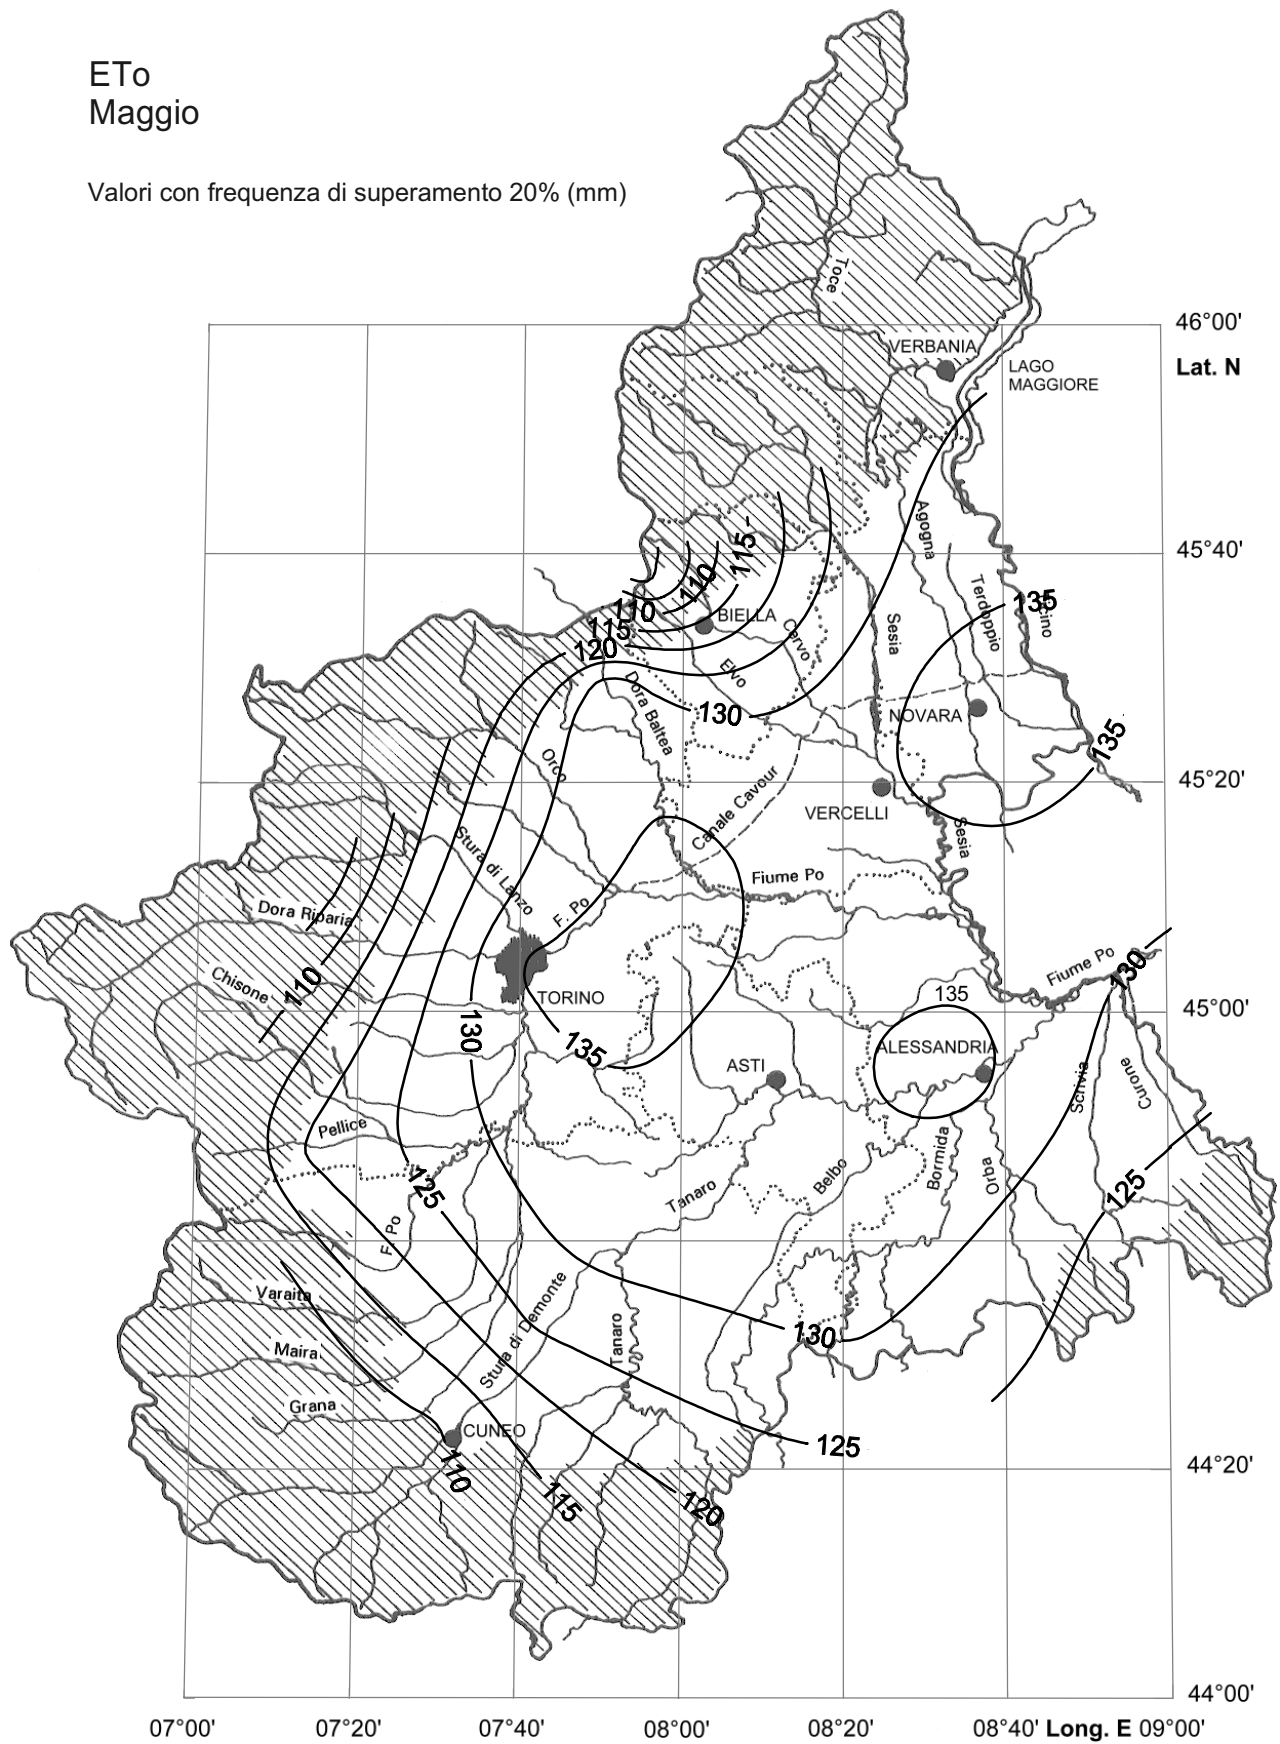 ETo
Maggio
Valori con frequenza di superamento 20% (mm)
Toce
46°00'
VERBANIA
Lat. N
LAGO
MAGGIORE
Agogna
115
45°40'
110
Terdoppio
135
110
BIELLA
115
Cervo
Sesia
120
Elvo
Dora Baltea
130
NOVARA
135
Orco
45°20'
Canale Cavour
VERCELLI
Stura di Lanzo
Sesia
Fiume Po
Dora Riparia
F. Po
Fiume Po
130
Chisone
110
TORINO
135
45°00'
130
135
ALESSANDRIA
ASTI
Scrivia
Curone
Pellice
125
Tanaro
Belbo
Bormida
Orba
125
F. Po
Varaita
Stura di Demonte
Tanaro
130
Maira
Grana
CUNEO
125
110
44°20'
115
120
44°00'
07°00'
07°20'
07°40'
08°00'
08°20'
08°40'
Long. E
09°00'